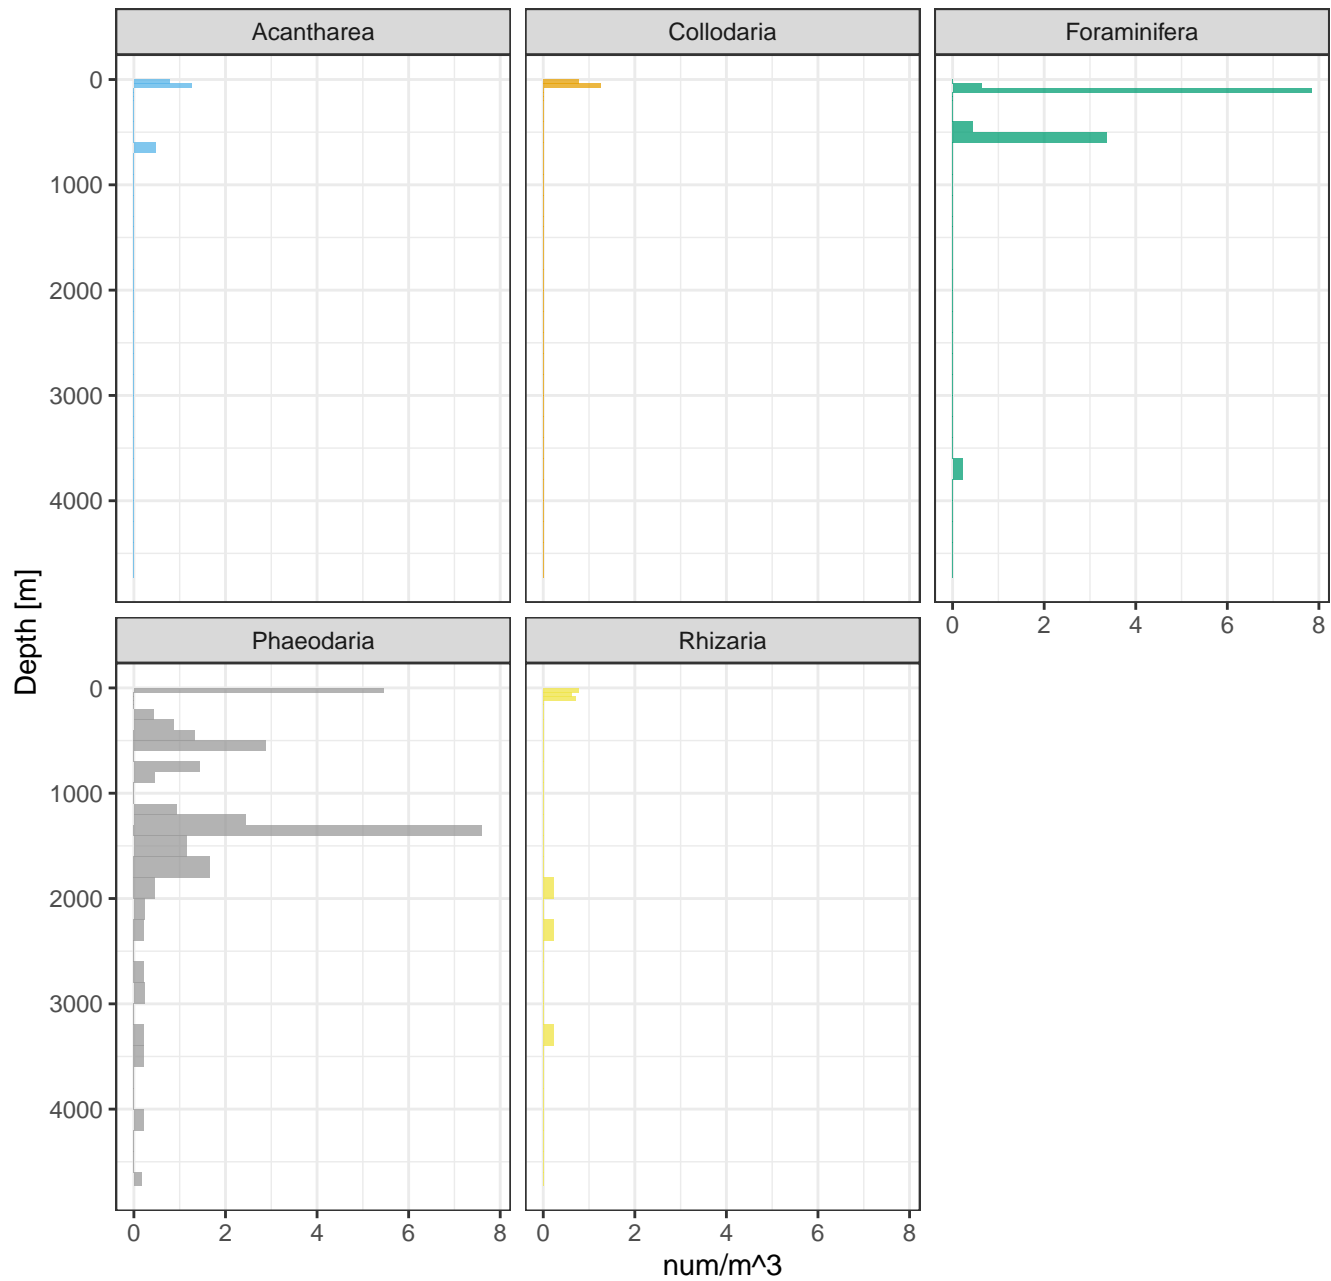 Acantharea Collodaria Foraminifera
0
1000
2000
3000
4000
0 2 4 6 8
Depth [m]
Phaeodaria Rhizaria
0
1000
2000
3000
4000
0 2 4 6 8 0 2 4 6 8
num/m^3